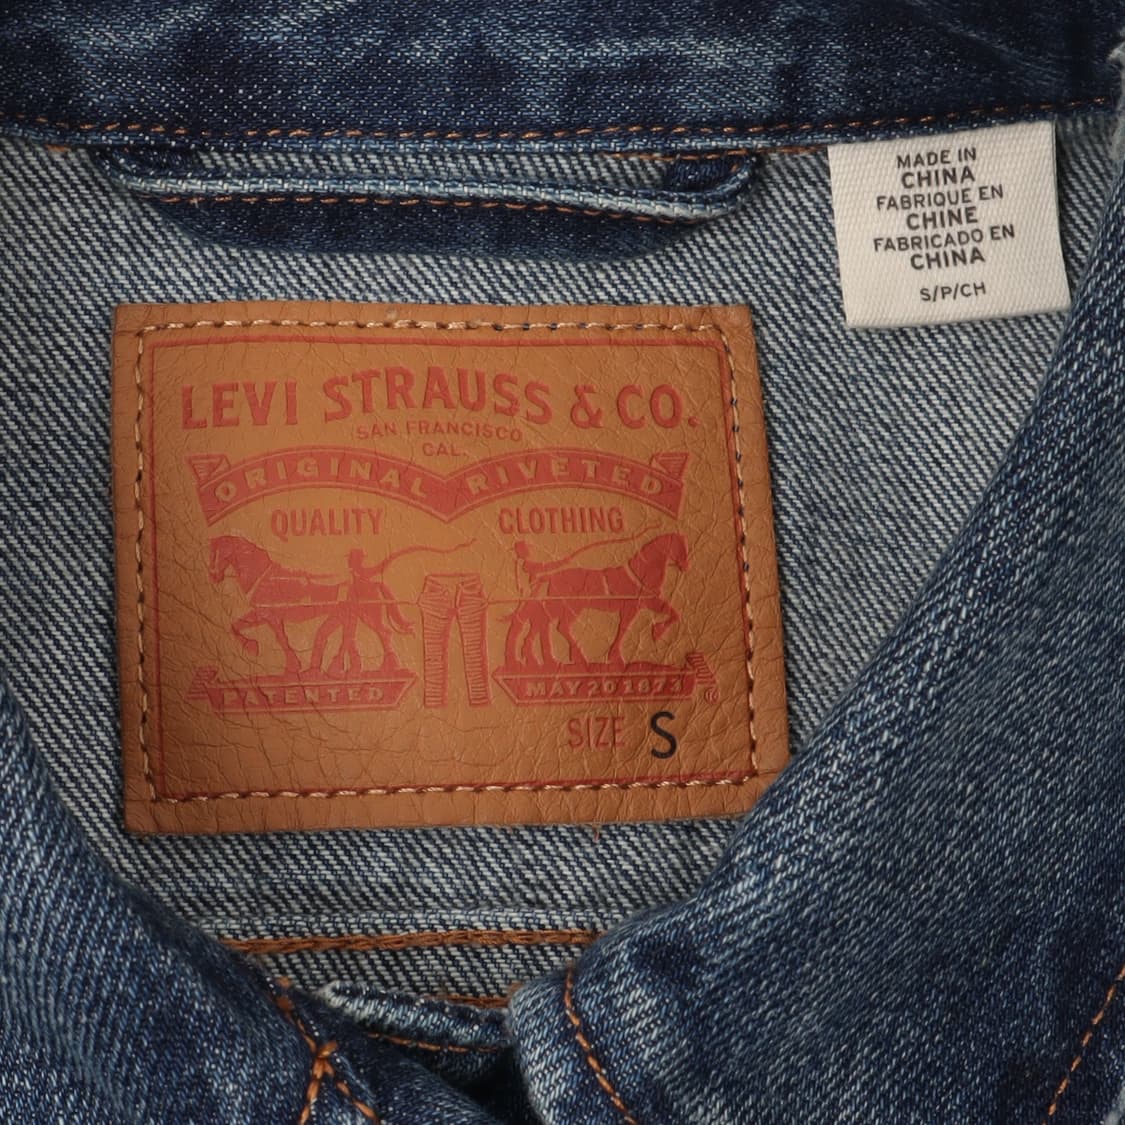 MADE IN
CHINA
FABRIQUE EN
CHINE
FABRICADO EN
CHINA
S/P/CH
LEVI STRAUSS & CO.
SAN FRANCISCO
CAL.
ORIGINAL RIVETED
QUALITY CLOTHING
PATENTED MAY 20 1873 ®
SIZE S